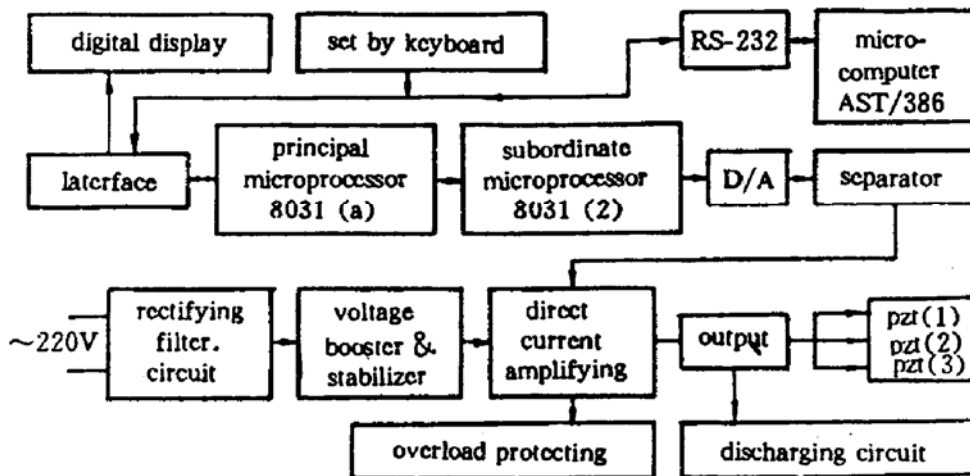 digital display
set by keyboard
RS-232
micro-
computer
AST/386
laterface
principal
microprocessor
8031 (a)
subordinate
microprocessor
8031 (2)
D/A
separator
~220V
rectifying
filter.
circuit
voltage
booster &
stabilizer
direct
current
amplifying
output
pzt(1)
pzt(2)
pzt(3)
overload protecting
discharging circuit